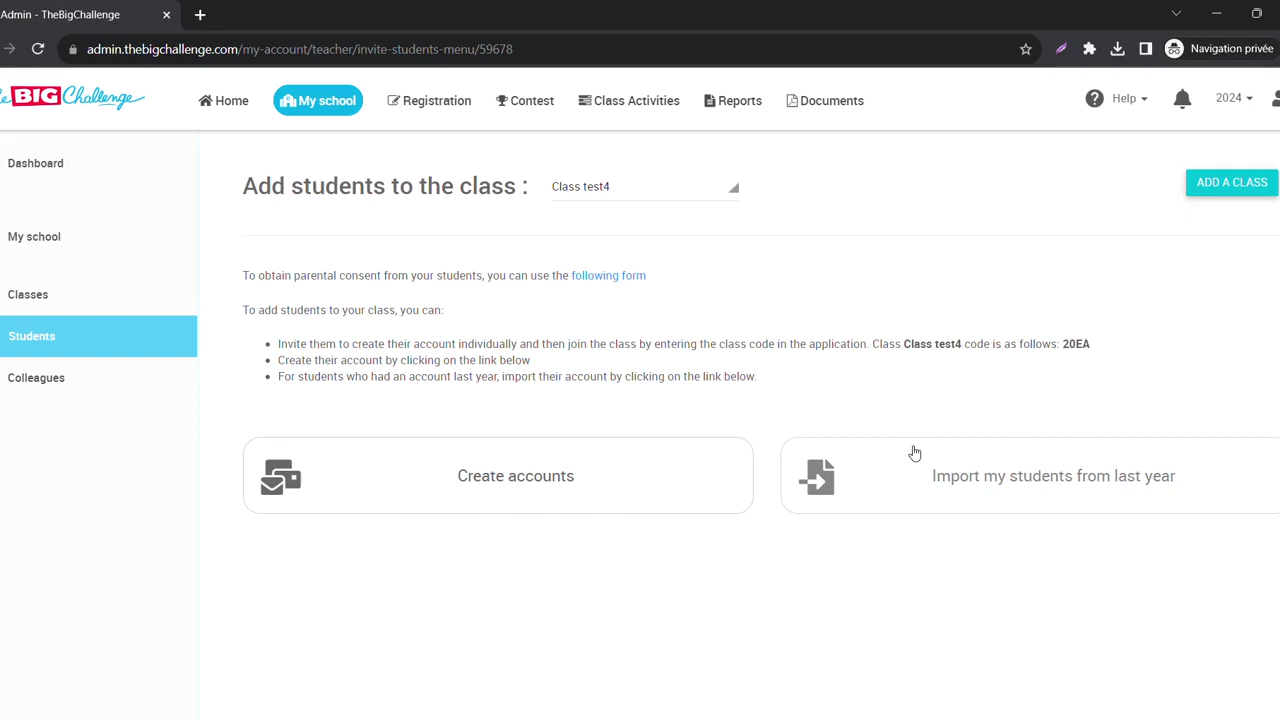 Admin - TheBigChallenge
admin.thebigchallenge.com/my-account/teacher/invite-students-menu/59678
Navigation privée
BIG Challenge
Home
My school
Registration
Contest
Class Activities
Reports
Documents
Help
2024
Dashboard
My school
Classes
Students
Colleagues
Add students to the class :
Class test4
ADD A CLASS
To obtain parental consent from your students, you can use the following form
To add students to your class, you can:
Invite them to create their account individually and then join the class by entering the class code in the application. Class Class test4 code is as follows: 20EA
Create their account by clicking on the link below
For students who had an account last year, import their account by clicking on the link below.
Create accounts
Import my students from last year